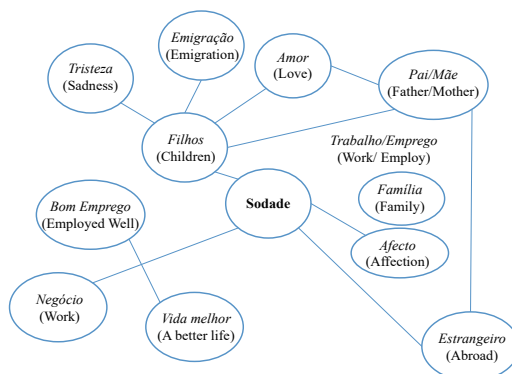 Emigração
(Emigration)
Tristeza
(Sadness)
Amor
(Love)
Pai/Mãe
(Father/Mother)
Filhos
(Children)
Trabalho/Emprego
(Work/ Employ)
Família
(Family)
Sodade
Bom Emprego
(Employed Well)
Afecto
(Affection)
Negócio
(Work)
Vida melhor
(A better life)
Estrangeiro
(Abroad)